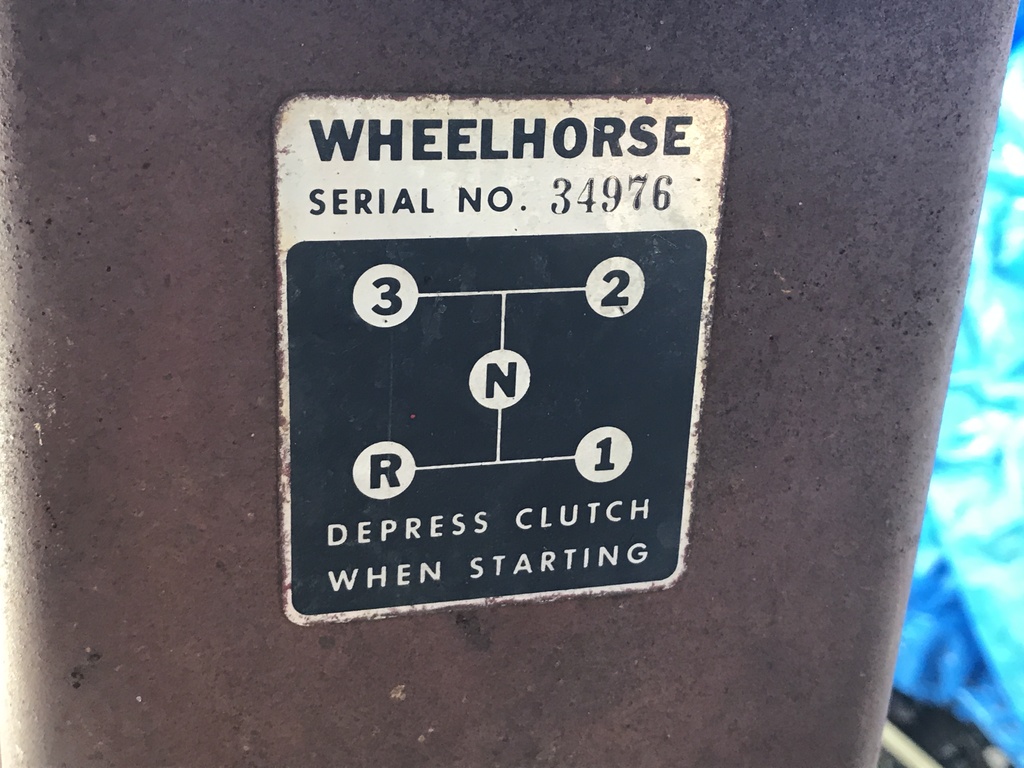 WHEELHORSE
SERIAL NO. 34976
3 2
N
R 1
DEPRESS CLUTCH
WHEN STARTING